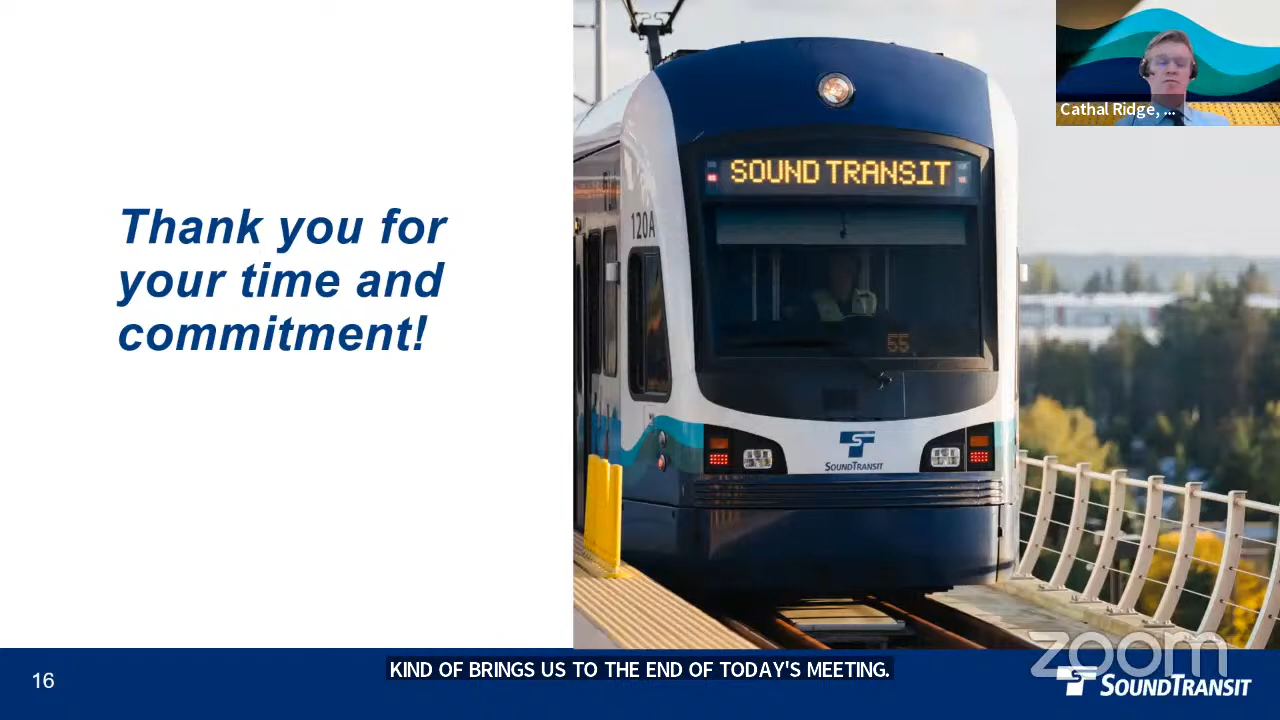 Cathal Ridge, ...
SOUND TRANSIT
120A
Thank you for
your time and
commitment!
55
SOUNDTRANSIT
KIND OF BRINGS US TO THE END OF TODAY'S MEETING.
zoom
16
SOUNDTRANSIT